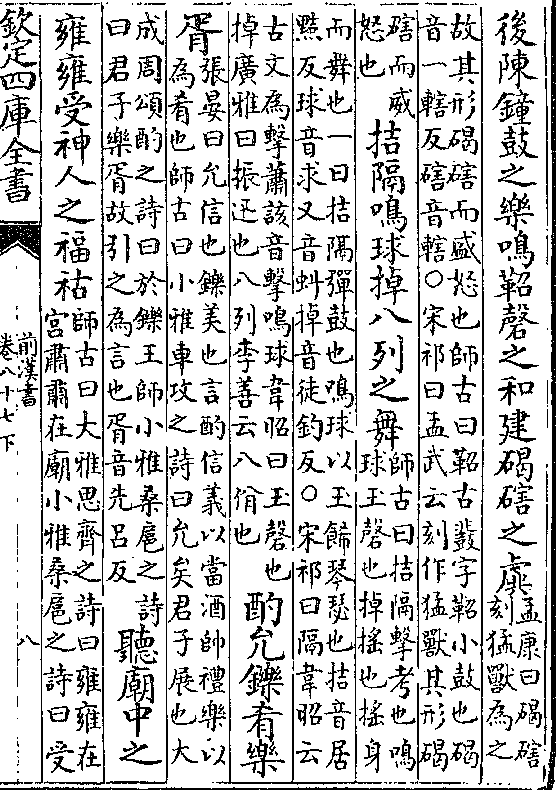 後陳鐘鼓之樂鳴鞀磬之和建碣磍之虡孟康曰碣磍
刻猛獸為之
故其形碣磍而盛怒也師古曰鞀古鼗字鞀小鼓也碣
音一轄反磍音轄○宋祁曰孟武云刻作猛獸其形碣
磍而威
怒也
拮隔鳴球掉八列之舞師古曰拮隔擊考也鳴
球玉磬也掉搖也搖身
而舞也一曰拮隔彈鼓也鳴球以玉飾琴瑟也拮音居
㸃反球音求又音虯掉音徒釣反○宋祁曰隔韋昭云
古文為擊蕭該音擊鳴球韋昭曰玉磬也
掉廣雅曰振迅也八列李善云八佾也
酌允鑠肴樂
胥張晏曰允信也鑠美也言酌信義以當酒帥禮樂以
為肴也師古曰小雅車攻之詩曰允矣君子展也大
成周頌酌之詩曰於鑠王師小雅桑扈之詩
曰君子樂胥故引之為言也胥音先吕反
聽廟中之
雍雍受神人之福祜師古曰大雅思齊之詩曰雍雍在
宮肅肅在廟小雅桑扈之詩曰受
欽定四庫全書
前漢書
卷八十七下
八